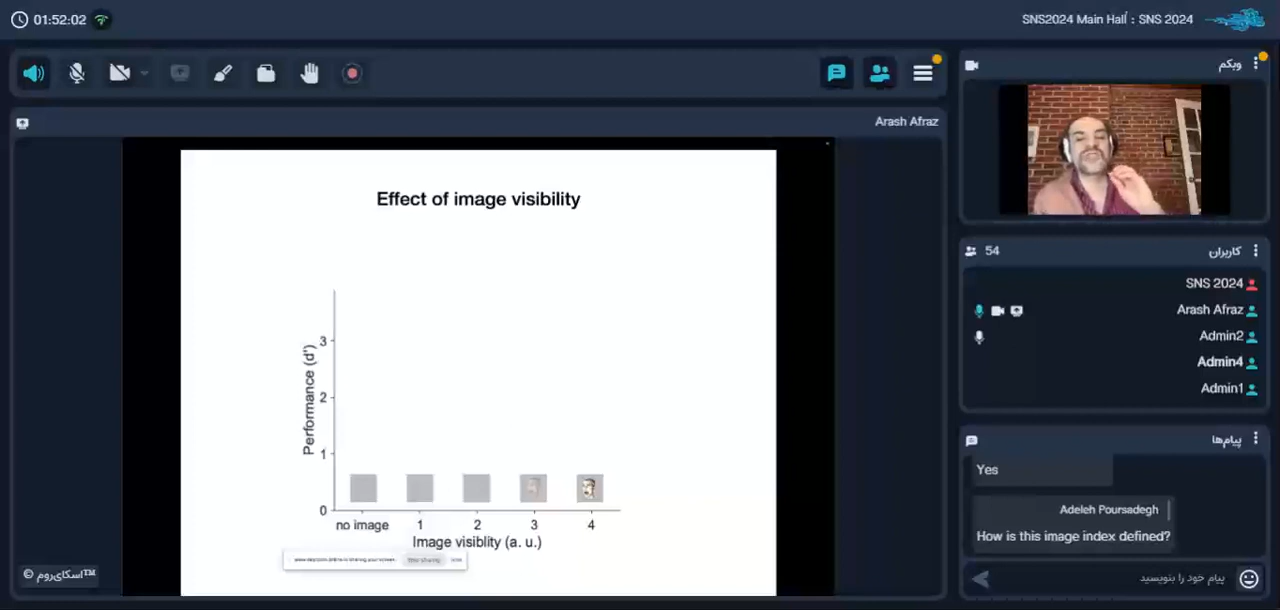 01:52:02
SNS2024 Main Hall : SNS 2024
Arash Afraz
وبکم
Effect of image visibility
Performance (d')
3
2
1
0
no image 1 2 3 4
Image visiblity (a. u.)
اسکای‌روم™ ©
54
کاربران
SNS 2024
Arash Afraz
Admin2
Admin4
Admin1
پیام‌ها
Yes
Adeleh Poursadegh
How is this image index defined?
پیام خود را بنویسید